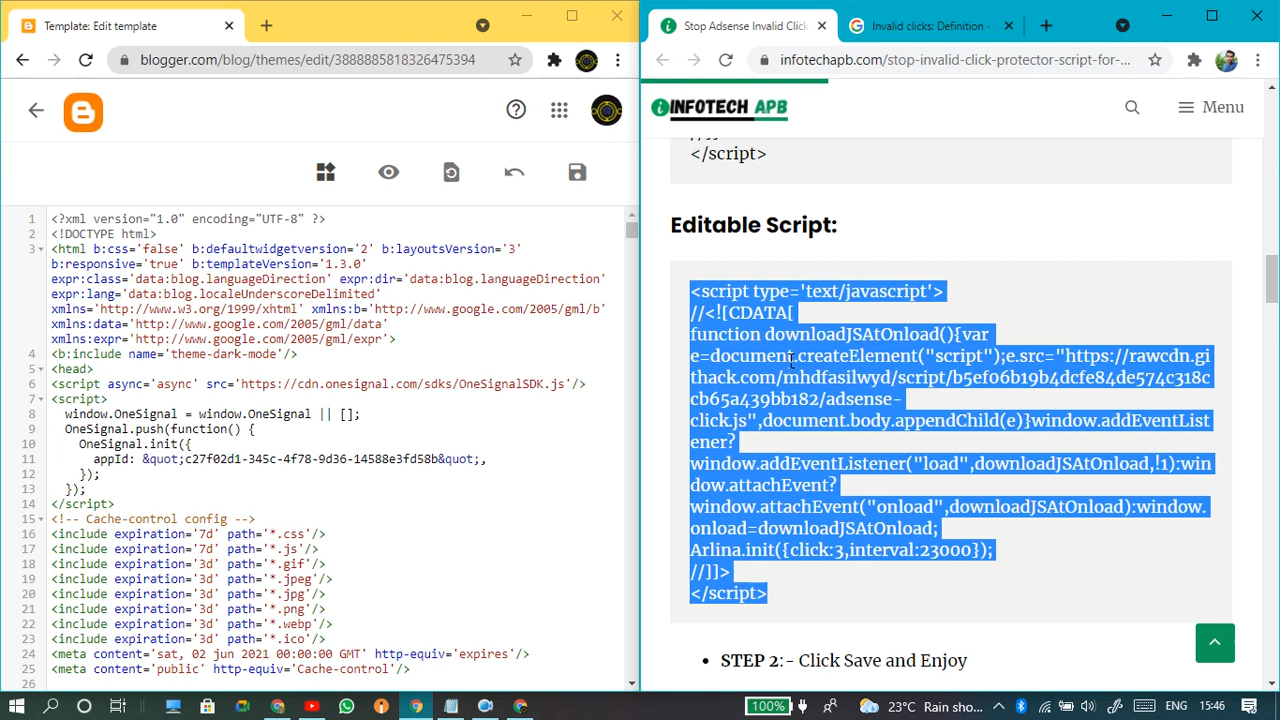 Template: Edit template
blogger.com/blog/themes/edit/3888885818326475394
1 <?xml version="1.0" encoding="UTF-8" ?>
2 <!DOCTYPE html>
3 <html b:css='false' b:defaultwidgetversion='2' b:layoutsVersion='3'
b:responsive='true' b:templateVersion='1.3.0'
expr:class='data:blog.languageDirection' expr:dir='data:blog.languageDirection'
expr:lang='data:blog.localeUnderscoreDelimited'
xmlns='http://www.w3.org/1999/xhtml' xmlns:b='http://www.google.com/2005/gml/b'
xmlns:data='http://www.google.com/2005/gml/data'
xmlns:expr='http://www.google.com/2005/gml/expr'>
4 <b:include name='theme-dark-mode'/>
5 <head>
6 <script async='async' src='https://cdn.onesignal.com/sdks/OneSignalSDK.js'/>
7 <script>
8 window.OneSignal = window.OneSignal || [];
9 OneSignal.push(function() {
10 OneSignal.init({
11 appId: &quot;c27f02d1-345c-4f78-9d36-14588e3fd58b&quot;,
12 });
13 });
14 </script>
15 <!-- Cache-control config -->
16 <include expiration='7d' path='*.css'/>
17 <include expiration='7d' path='*.js'/>
18 <include expiration='3d' path='*.gif'/>
19 <include expiration='3d' path='*.jpeg'/>
20 <include expiration='3d' path='*.jpg'/>
21 <include expiration='3d' path='*.png'/>
22 <include expiration='3d' path='*.webp'/>
23 <include expiration='3d' path='*.ico'/>
24 <meta content='sat, 02 jun 2021 00:00:00 GMT' http-equiv='expires'/>
25 <meta content='public' http-equiv='Cache-control'/>
26
Stop Adsense Invalid Click
Invalid clicks: Definition -
infotechapb.com/stop-invalid-click-protector-script-for-...
INFOTECH APB
Menu
//]]>
</script>
Editable Script:
<script type='text/javascript'>
//<![CDATA[
function downloadJSAtOnload(){var
e=document.createElement("script");e.src="https://rawcdn.gi
thack.com/mhdfasilwyd/script/b5ef06b19b4dcfe84de574c318c
cb65a439bb182/adsense-
click.js",document.body.appendChild(e)}window.addEventList
ener?
window.addEventListener("load",downloadJSAtOnload,!1):win
dow.attachEvent?
window.attachEvent("onload",downloadJSAtOnload):window.
onload=downloadJSAtOnload;
Arlina.init({click:3,interval:23000});
//]]>
</script>
• STEP 2:- Click Save and Enjoy
100%
23°C Rain sho...
ENG
15:46